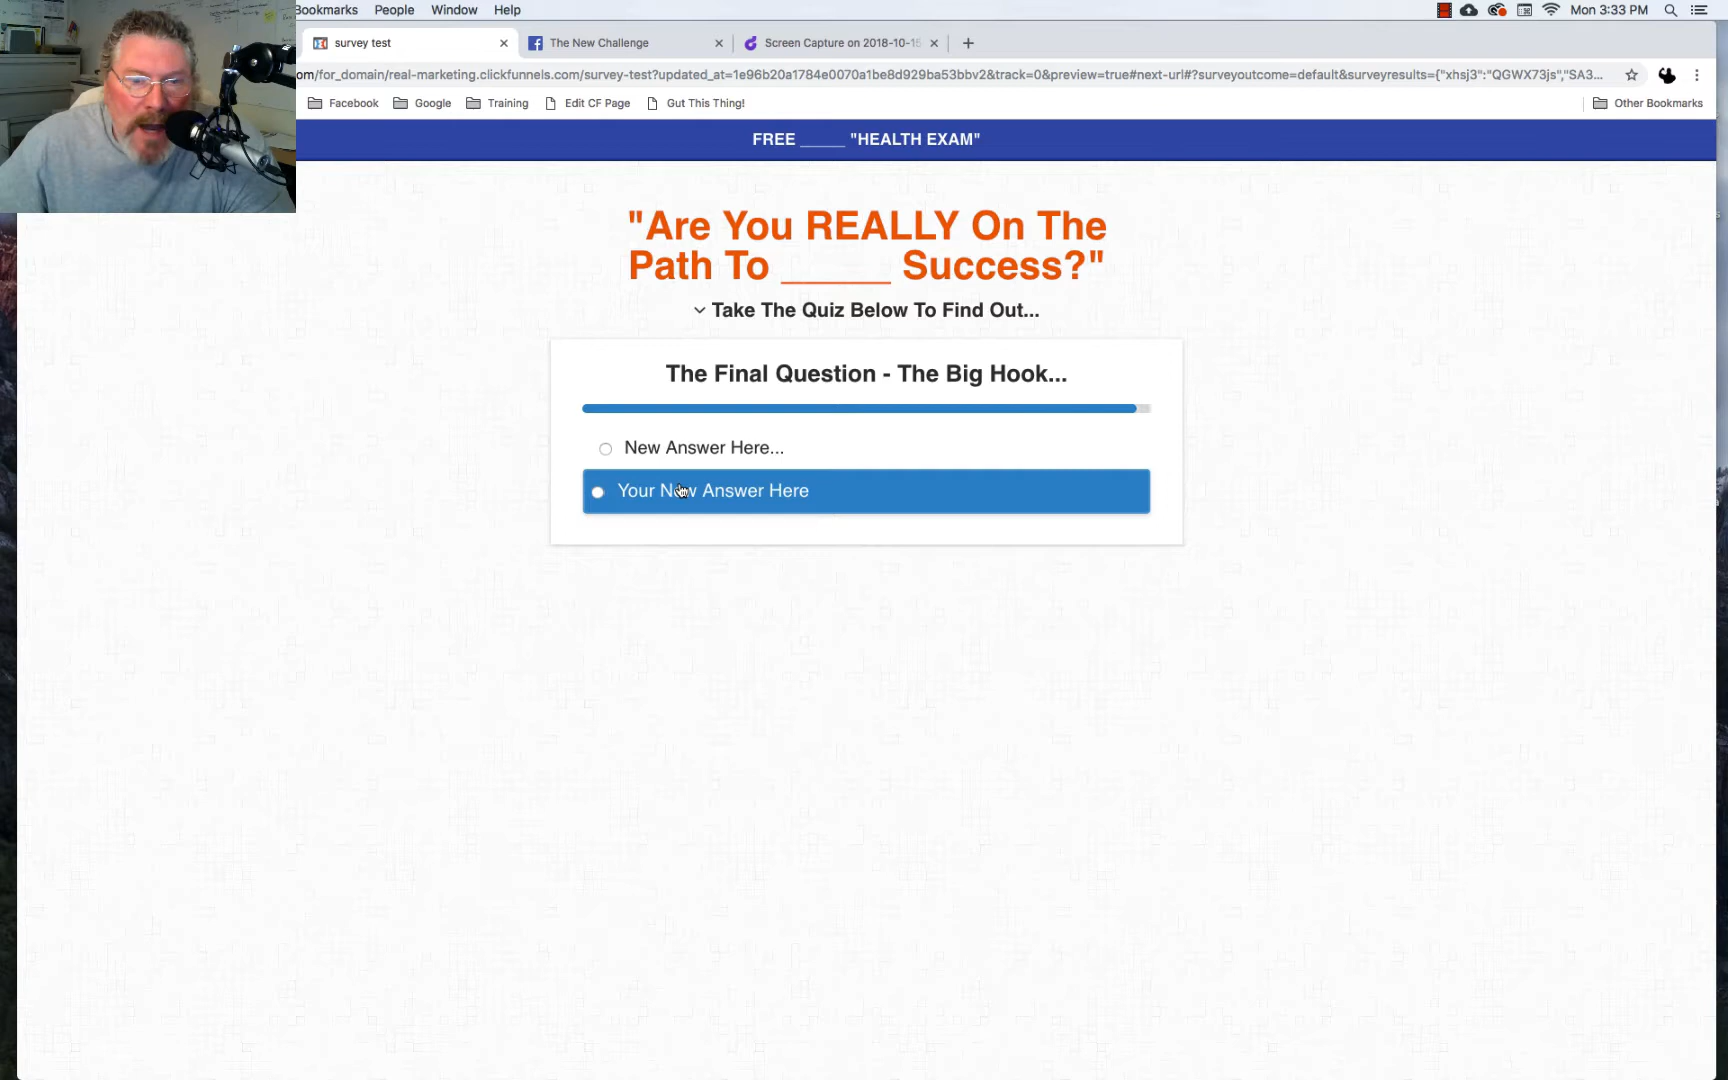 Bookmarks People Window Help Mon 3:33 PM
survey test The New Challenge Screen Capture on 2018-10-15
om/for_domain/real-marketing.clickfunnels.com/survey-test?updated_at=1e96b20a1784e0070a1be8d929ba53bbv2&track=0&preview=true#next-url#?surveyoutcome=default&surveyresults={"xhsj3":"QGWX73js","SA3...
Facebook Google Training Edit CF Page Gut This Thing! Other Bookmarks
FREE _____ "HEALTH EXAM"
"Are You REALLY On The
Path To ______ Success?"
Take The Quiz Below To Find Out...
The Final Question - The Big Hook...
New Answer Here...
Your New Answer Here